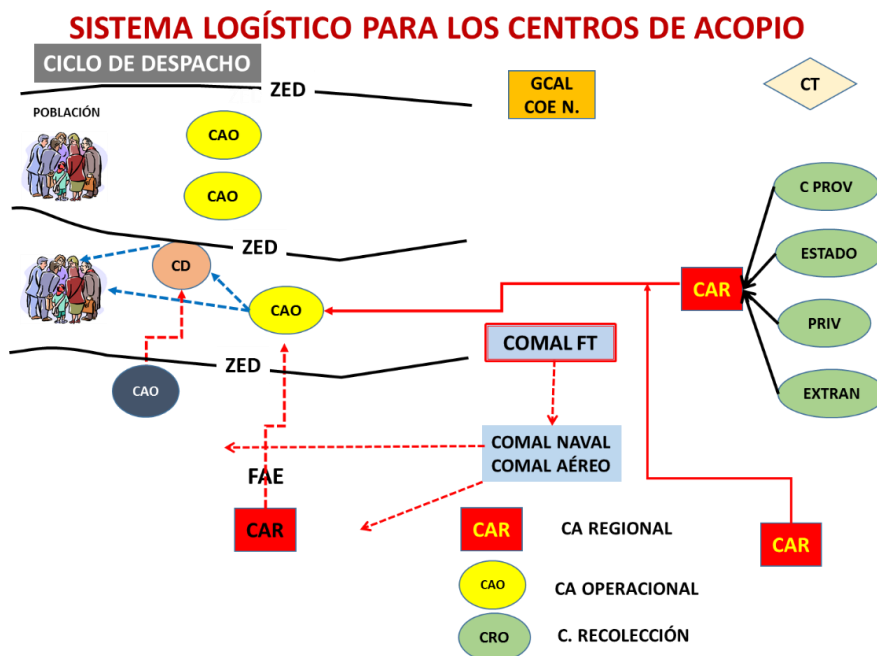 SISTEMA LOGÍSTICO PARA LOS CENTROS DE ACOPIO
CICLO DE DESPACHO
ZED
GCAL
COE N.
CT
POBLACIÓN
CAO
CAO
C PROV
ZED
ESTADO
CD
CAR
CAO
PRIV
COMAL FT
ZED
CAO
EXTRAN
COMAL NAVAL
COMAL AÉREO
FAE
CAR
CAR
CA REGIONAL
CAR
CAO
CA OPERACIONAL
CRO
C. RECOLECCIÓN